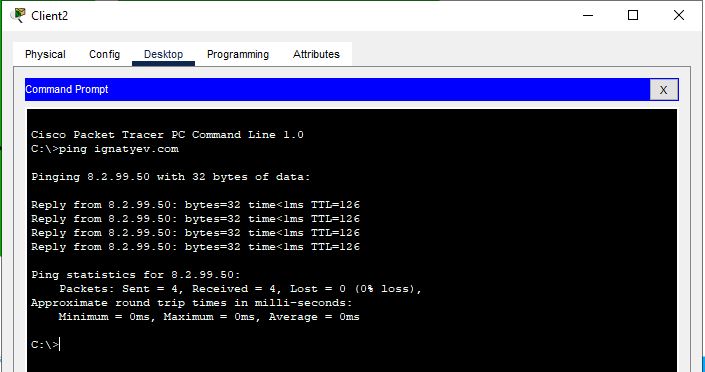 Client2
Physical Config Desktop Programming Attributes
Command Prompt X
Cisco Packet Tracer PC Command Line 1.0
C:\>ping ignatyev.com
Pinging 8.2.99.50 with 32 bytes of data:
Reply from 8.2.99.50: bytes=32 time<1ms TTL=126
Reply from 8.2.99.50: bytes=32 time<1ms TTL=126
Reply from 8.2.99.50: bytes=32 time<1ms TTL=126
Reply from 8.2.99.50: bytes=32 time<1ms TTL=126
Ping statistics for 8.2.99.50:
    Packets: Sent = 4, Received = 4, Lost = 0 (0% loss),
Approximate round trip times in milli-seconds:
    Minimum = 0ms, Maximum = 0ms, Average = 0ms
C:\>